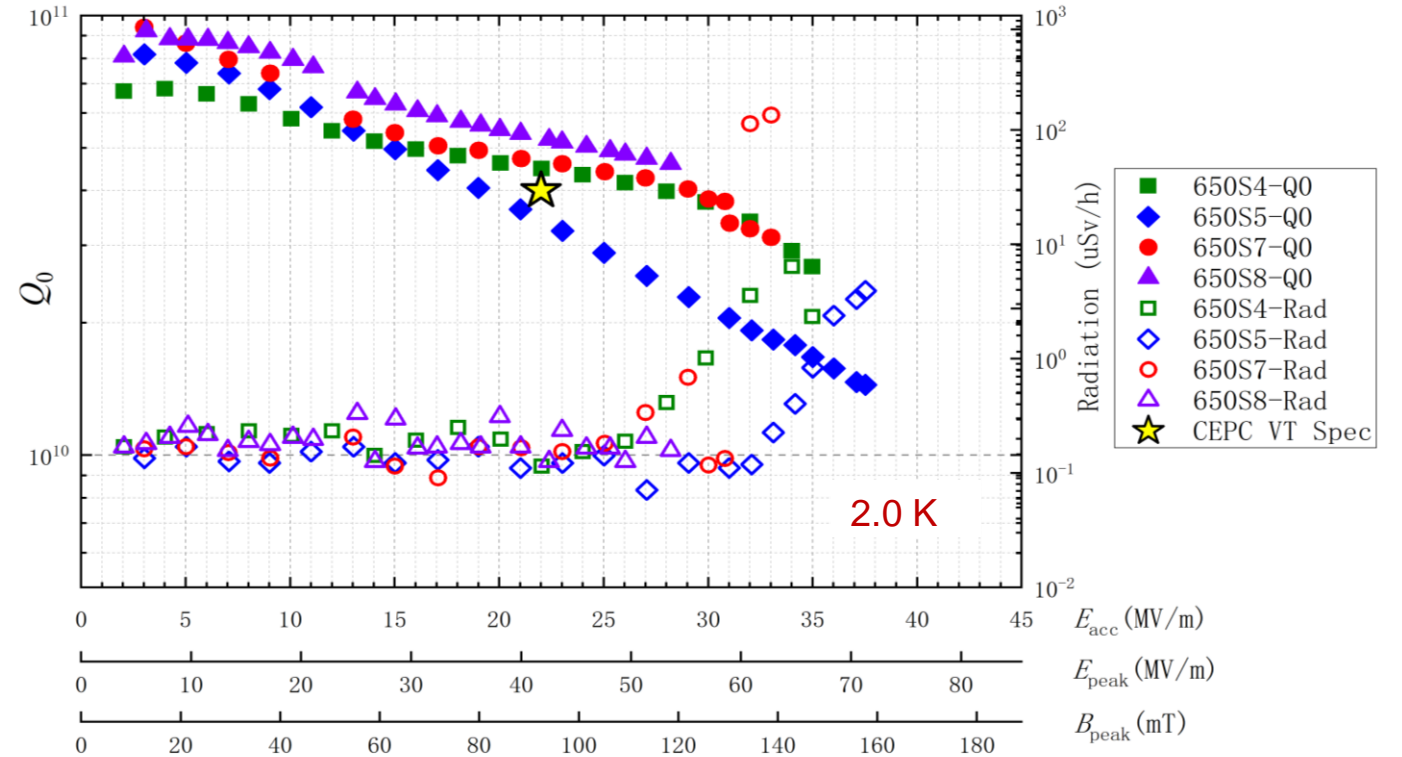 10¹¹
10¹⁰
Q₀
10³
10²
10¹
10⁰
10⁻¹
10⁻²
Radiation (uSv/h)
2.0 K
650S4-Q0
650S5-Q0
650S7-Q0
650S8-Q0
650S4-Rad
650S5-Rad
650S7-Rad
650S8-Rad
CEPC VT Spec
0 5 10 15 20 25 30 35 40 45 E_acc (MV/m)
0 10 20 30 40 50 60 70 80 E_peak (MV/m)
0 20 40 60 80 100 120 140 160 180 B_peak (mT)